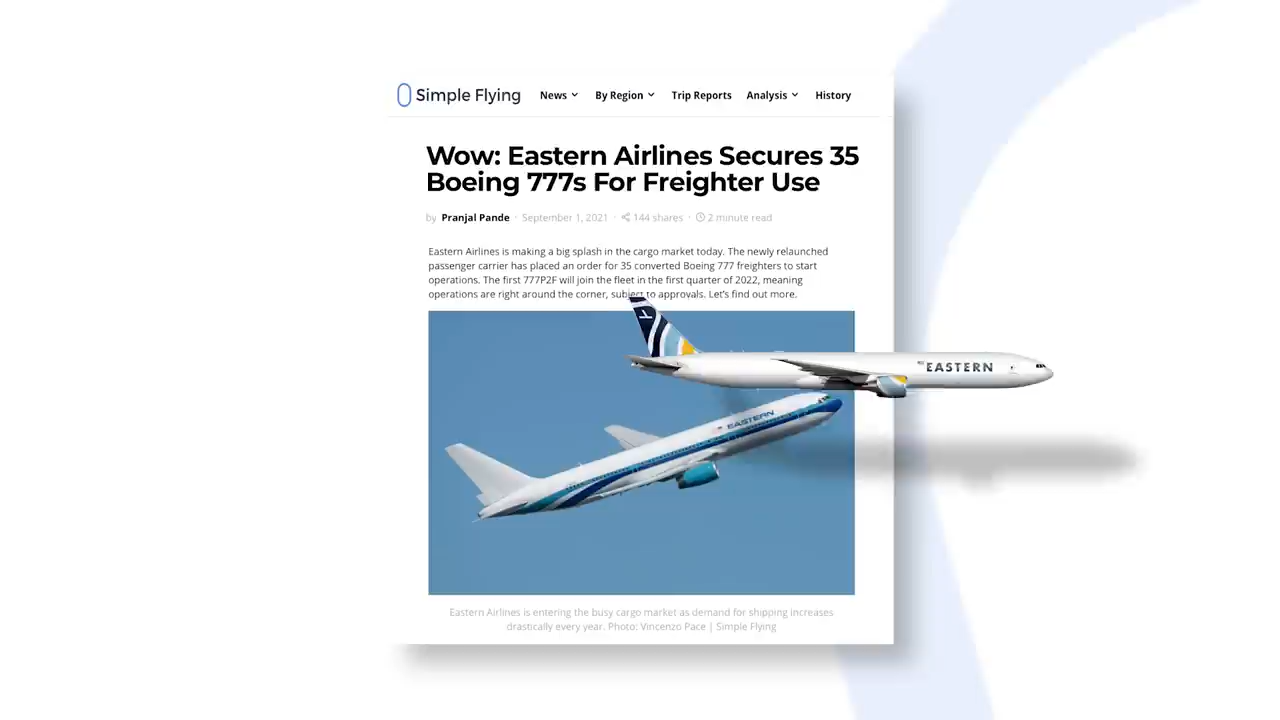 Simple Flying
News By Region Trip Reports Analysis History
Wow: Eastern Airlines Secures 35
Boeing 777s For Freighter Use
by Pranjal Pande · September 1, 2021 · 144 shares · 2 minute read
Eastern Airlines is making a big splash in the cargo market today. The newly relaunched
passenger carrier has placed an order for 35 converted Boeing 777 freighters to start
operations. The first 777P2F will join the fleet in the first quarter of 2022, meaning
operations are right around the corner, subject to approvals. Let's find out more.
EASTERN
EASTERN
Eastern Airlines is entering the busy cargo market as demand for shipping increases
drastically every year. Photo: Vincenzo Pace | Simple Flying